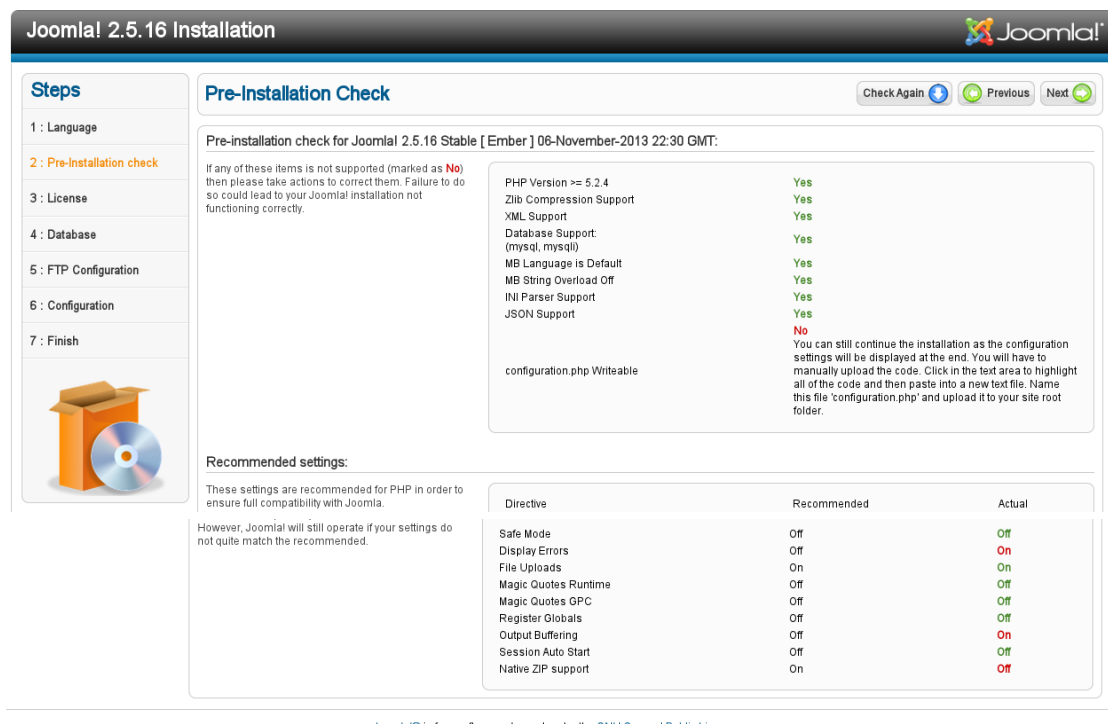 Joomla! 2.5.16 Installation
Joomla!
Steps
1 : Language
2 : Pre-Installation check
3 : License
4 : Database
5 : FTP Configuration
6 : Configuration
7 : Finish
Pre-Installation Check
Check Again
Previous
Next
Pre-installation check for Joomla! 2.5.16 Stable [ Ember ] 06-November-2013 22:30 GMT:
If any of these items is not supported (marked as No)
then please take actions to correct them. Failure to do
so could lead to your Joomla! installation not
functioning correctly.
PHP Version >= 5.2.4 Yes
Zlib Compression Support Yes
XML Support Yes
Database Support:
(mysql, mysqli) Yes
MB Language is Default Yes
MB String Overload Off Yes
INI Parser Support Yes
JSON Support Yes
configuration.php Writeable
No
You can still continue the installation as the configuration
settings will be displayed at the end. You will have to
manually upload the code. Click in the text area to highlight
all of the code and then paste into a new text file. Name
this file 'configuration.php' and upload it to your site root
folder.
Recommended settings:
These settings are recommended for PHP in order to
ensure full compatibility with Joomla.
However, Joomla! will still operate if your settings do
not quite match the recommended.
Directive Recommended Actual
Safe Mode Off Off
Display Errors Off On
File Uploads On On
Magic Quotes Runtime Off Off
Magic Quotes GPC Off Off
Register Globals Off Off
Output Buffering Off On
Session Auto Start Off Off
Native ZIP support On Off